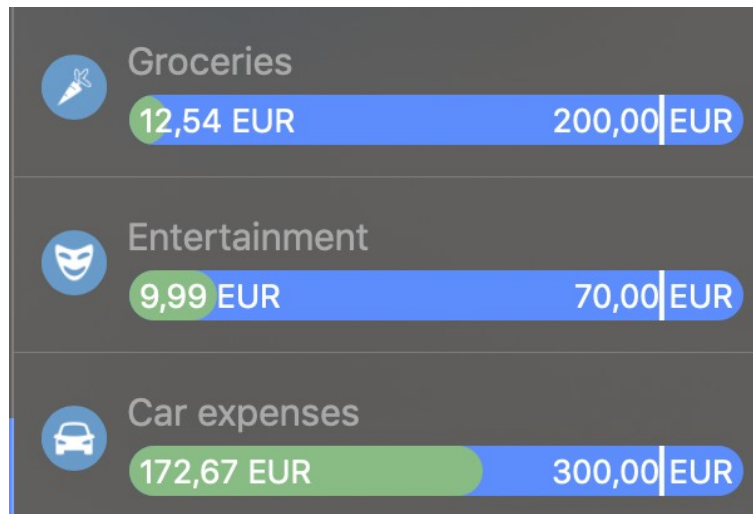 Groceries
12,54 EUR 200,00 EUR
Entertainment
9,99 EUR 70,00 EUR
Car expenses
172,67 EUR 300,00 EUR